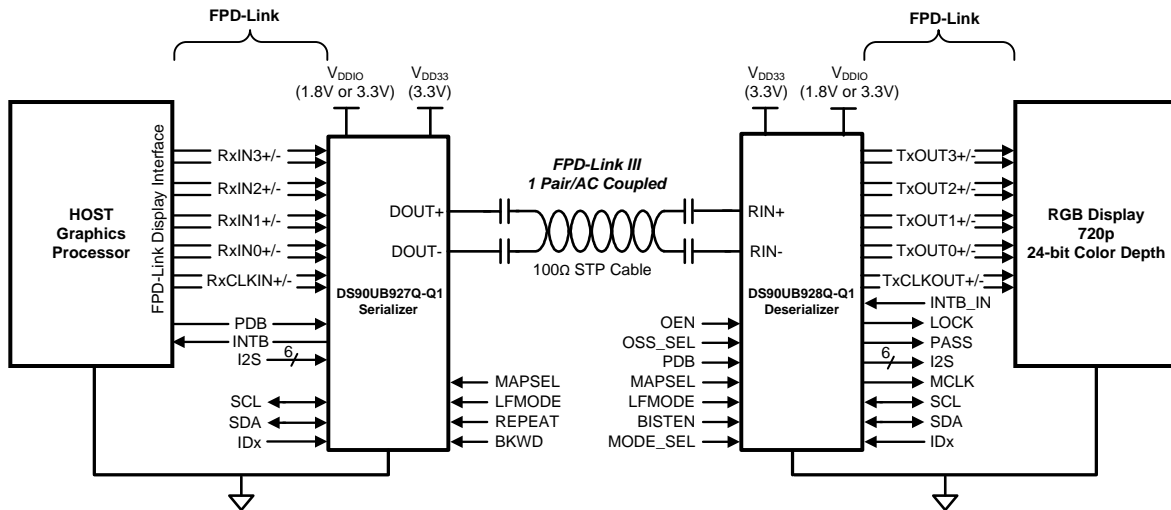 FPD-Link
FPD-Link
VDDIO
(1.8V or 3.3V)
VDD33
(3.3V)
VDD33
(3.3V)
VDDIO
(1.8V or 3.3V)
HOST
Graphics
Processor
FPD-Link Display Interface
RxIN3+/-
RxIN2+/-
RxIN1+/-
RxIN0+/-
RxCLKIN+/-
PDB
INTB
I2S
6
SCL
SDA
IDx
DOUT+
DOUT-
DS90UB927Q-Q1
Serializer
MAPSEL
LFMODE
REPEAT
BKWD
FPD-Link III
1 Pair/AC Coupled
100Ω STP Cable
OEN
OSS_SEL
PDB
MAPSEL
LFMODE
BISTEN
MODE_SEL
RIN+
RIN-
DS90UB928Q-Q1
Deserializer
TxOUT3+/-
TxOUT2+/-
TxOUT1+/-
TxOUT0+/-
TxCLKOUT+/-
INTB_IN
LOCK
PASS
6
I2S
MCLK
SCL
SDA
IDx
RGB Display
720p
24-bit Color Depth